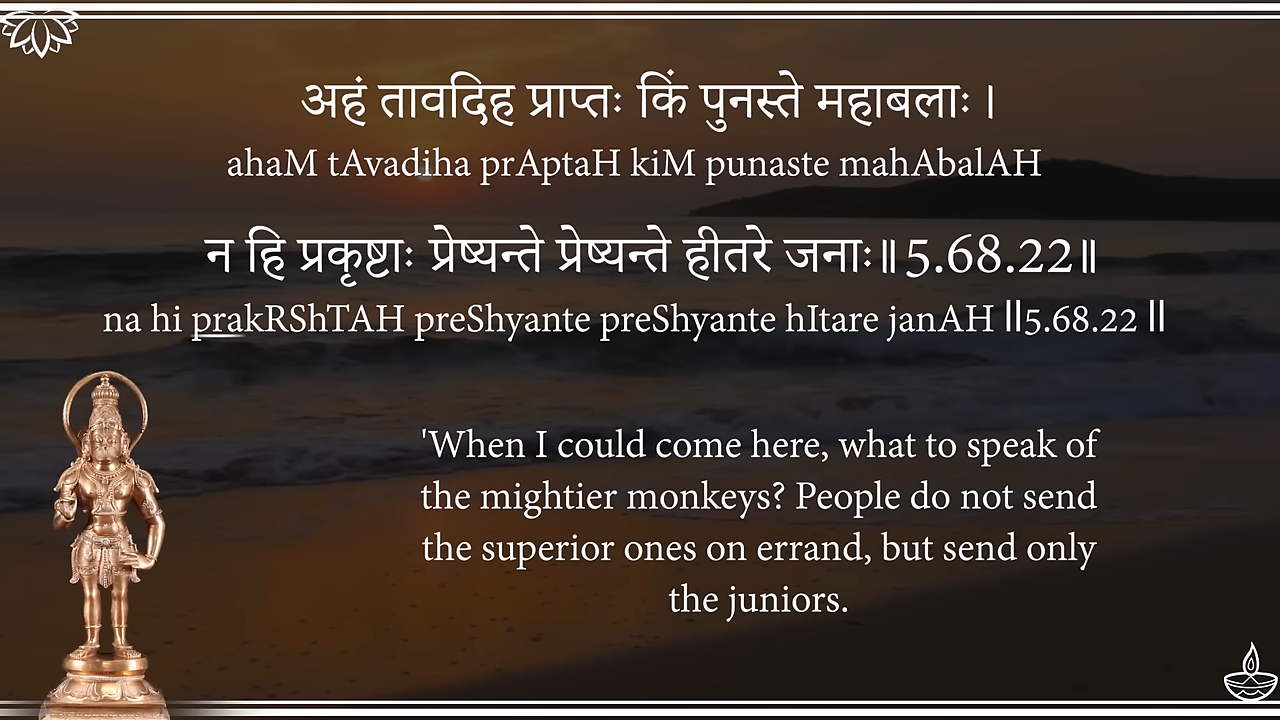 अहं तावदिह प्राप्तः किं पुनस्ते महाबलाः ।
ahaM tAvadiha prAptaH kiM punaste mahAbalAH
न हि प्रकृष्टाः प्रेष्यन्ते प्रेष्यन्ते हीतरे जनाः॥5.68.22॥
na hi prakRShTAH preShyante preShyante hItare janAH ||5.68.22 ||
'When I could come here, what to speak of
the mightier monkeys? People do not send
the superior ones on errand, but send only
the juniors.